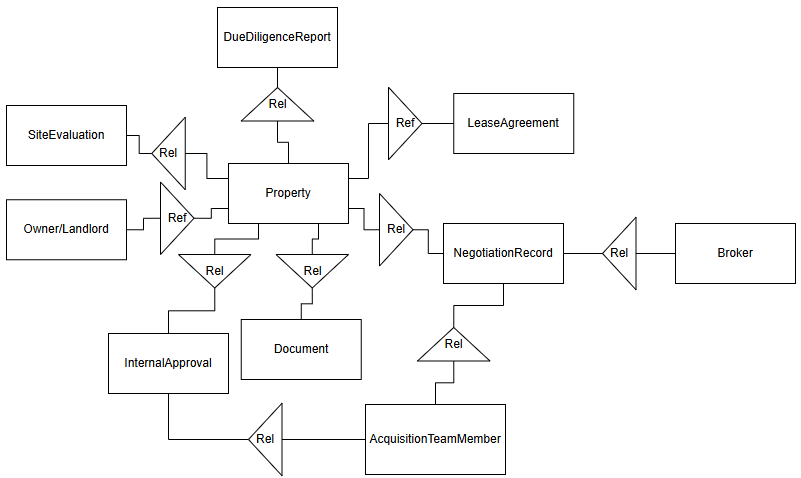 DueDiligenceReport
Rel
SiteEvaluation
Rel
Ref
LeaseAgreement
Property
Owner/Landlord
Ref
Rel
NegotiationRecord
Rel
Broker
Rel
Rel
InternalApproval
Document
Rel
Rel
AcquisitionTeamMember